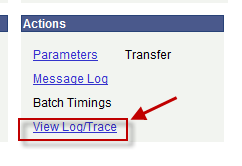 Actions
Parameters Transfer
Message Log
Batch Timings
View Log/Trace